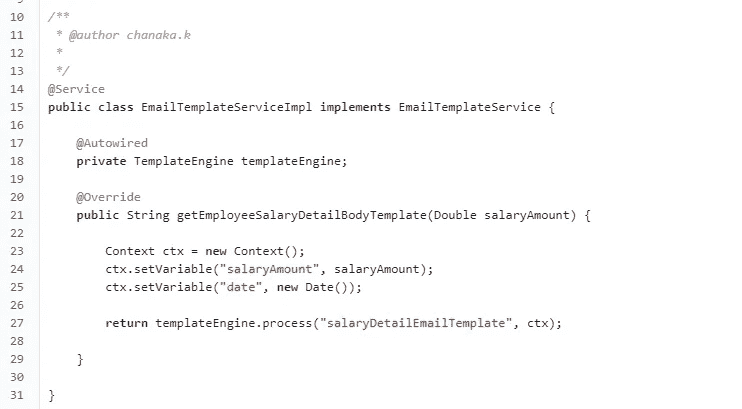 9
10 /**
11 * @author chanaka.k
12 *
13 */
14 @Service
15 public class EmailTemplateServiceImpl implements EmailTemplateService {
16
17 @Autowired
18 private TemplateEngine templateEngine;
19
20 @Override
21 public String getEmployeeSalaryDetailBodyTemplate(Double salaryAmount) {
22
23 Context ctx = new Context();
24 ctx.setVariable("salaryAmount", salaryAmount);
25 ctx.setVariable("date", new Date());
26
27 return templateEngine.process("salaryDetailEmailTemplate", ctx);
28
29 }
30
31 }